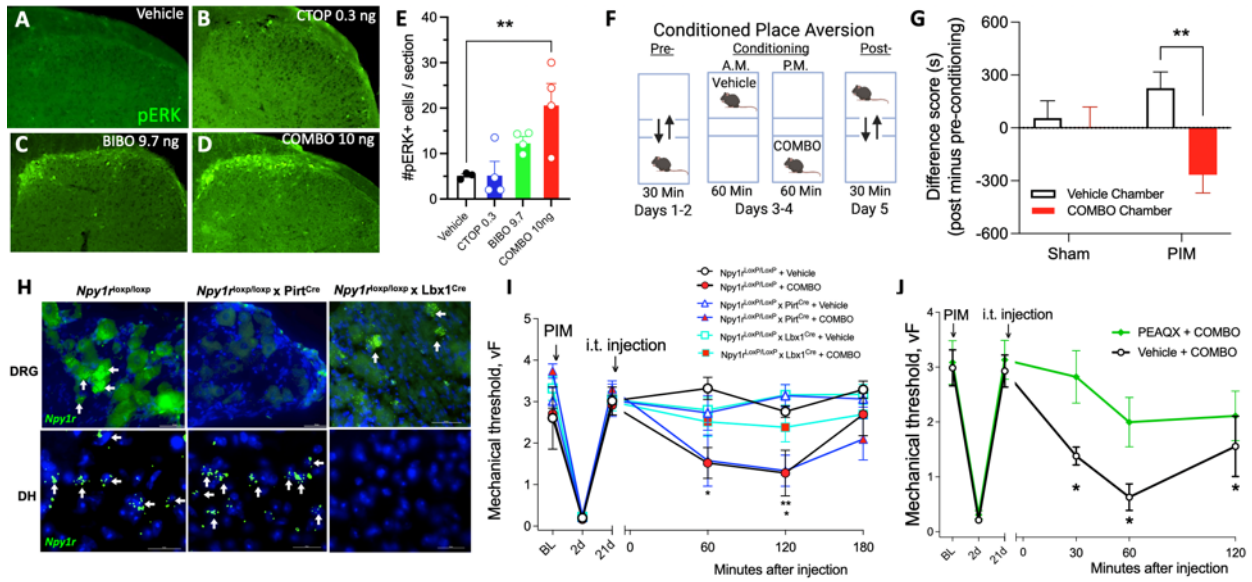 A
Vehicle
pERK
B
CTOP 0.3 ng
C
BIBO 9.7 ng
D
COMBO 10 ng
E
#pERK+ cells / section
40
30
20
10
0
**
Vehicle
CTOP 0.3
BIBO 9.7
COMBO 10ng
F
Conditioned Place Aversion
Pre-
Conditioning
Post-
A.M.
P.M.
Vehicle
COMBO
30 Min
60 Min
60 Min
30 Min
Days 1-2
Days 3-4
Day 5
G
Difference score (s)
(post minus pre-conditioning)
600
300
0
-300
-600
**
Vehicle Chamber
COMBO Chamber
Sham
PIM
H
Npy1r^loxp/loxp
Npy1r^loxp/loxp x Pirt^Cre
Npy1r^loxp/loxp x Lbx1^Cre
DRG
Npy1r
DH
Npy1r
I
Npy1r^LoxP/LoxP + Vehicle
Npy1r^LoxP/LoxP + COMBO
Npy1r^LoxP/LoxP x Pirt^Cre + Vehicle
Npy1r^LoxP/LoxP x Pirt^Cre + COMBO
Npy1r^LoxP/LoxP x Lbx1^Cre + Vehicle
Npy1r^LoxP/LoxP x Lbx1^Cre + COMBO
PIM
i.t. injection
Mechanical threshold, vF
5
4
3
2
1
0
*
**
*
BL
2d
21d
0
60
120
180
Minutes after injection
J
PIM
i.t. injection
PEAQX + COMBO
Vehicle + COMBO
Mechanical threshold, vF
4
3
2
1
0
*
*
*
BL
2d
21d
0
30
60
120
Minutes after injection